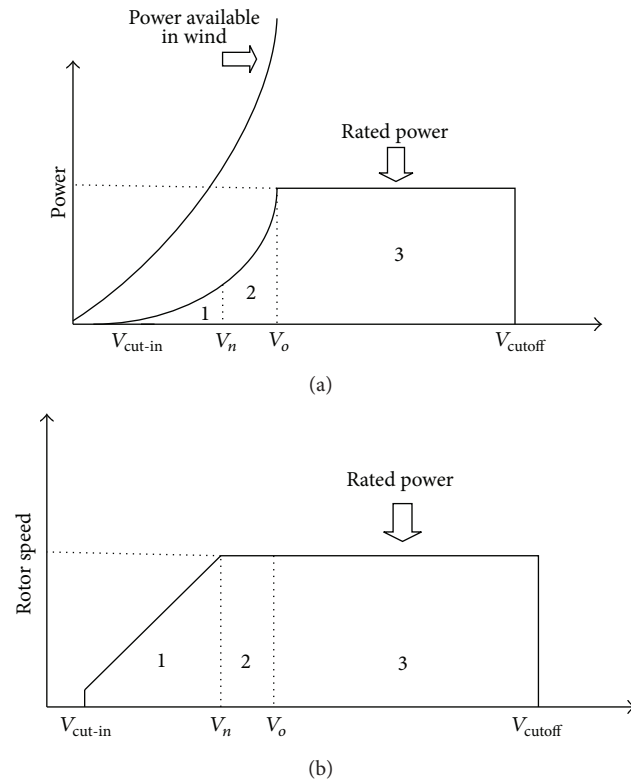 Power available
in wind
Rated power
Power
3
2
1
V_cut-in
V_n
V_o
V_cutoff
(a)
Rated power
Rotor speed
1
2
3
V_cut-in
V_n
V_o
V_cutoff
(b)